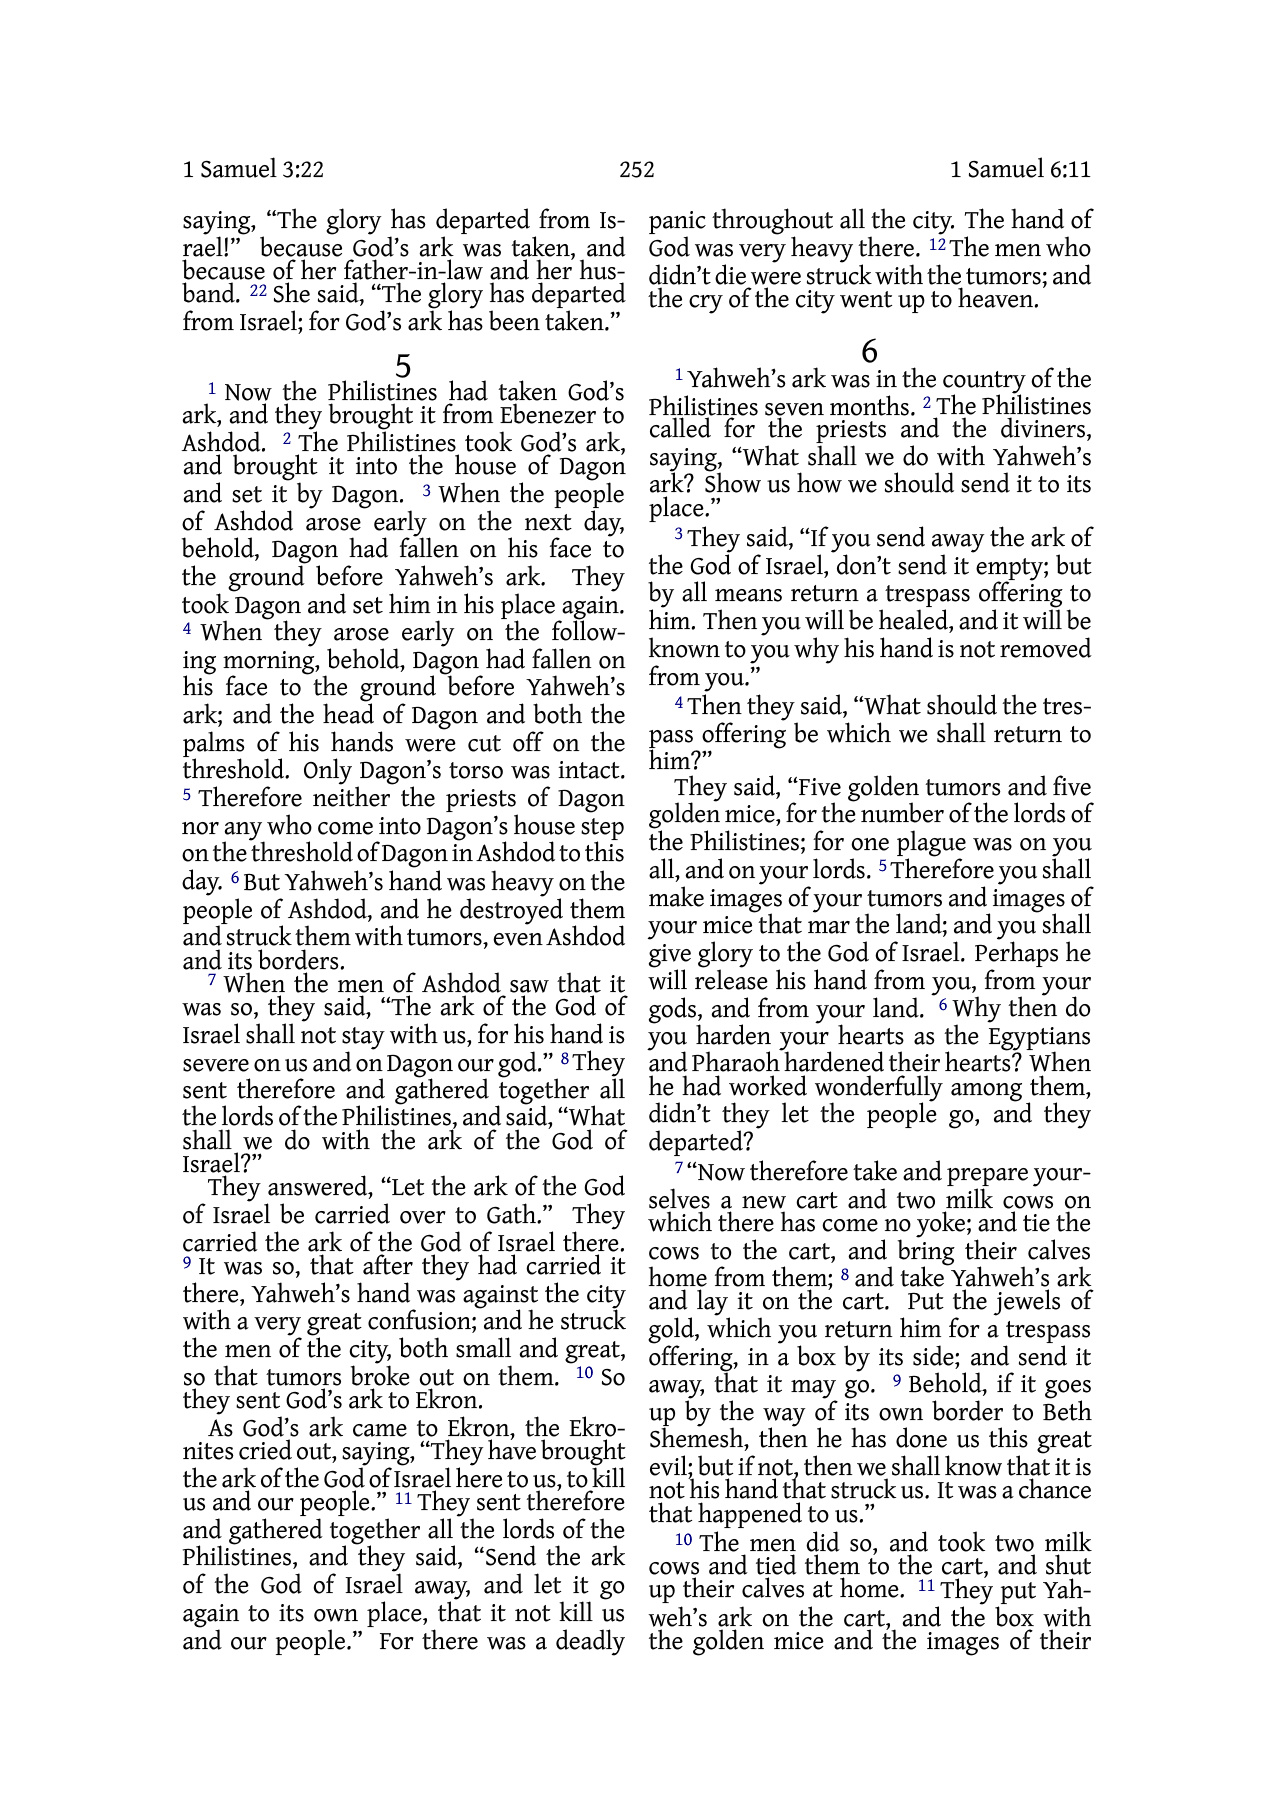 1 Samuel 3:22
252
1 Samuel 6:11
saying, “The glory has departed from Is-
rael!” because God’s ark was taken, and
because of her father-in-law and her hus-
band. 22 She said, “The glory has departed
from Israel; for God’s ark has been taken.”
5
1 Now the Philistines had taken God’s
ark, and they brought it from Ebenezer to
Ashdod. 2 The Philistines took God’s ark,
and brought it into the house of Dagon
and set it by Dagon. 3 When the people
of Ashdod arose early on the next day,
behold, Dagon had fallen on his face to
the ground before Yahweh’s ark. They
took Dagon and set him in his place again.
4 When they arose early on the follow-
ing morning, behold, Dagon had fallen on
his face to the ground before Yahweh’s
ark; and the head of Dagon and both the
palms of his hands were cut off on the
threshold. Only Dagon’s torso was intact.
5 Therefore neither the priests of Dagon
nor any who come into Dagon’s house step
on the threshold of Dagon in Ashdod to this
day. 6 But Yahweh’s hand was heavy on the
people of Ashdod, and he destroyed them
and struck them with tumors, even Ashdod
and its borders.
7 When the men of Ashdod saw that it
was so, they said, “The ark of the God of
Israel shall not stay with us, for his hand is
severe on us and on Dagon our god.” 8 They
sent therefore and gathered together all
the lords of the Philistines, and said, “What
shall we do with the ark of the God of
Israel?”
They answered, “Let the ark of the God
of Israel be carried over to Gath.” They
carried the ark of the God of Israel there.
9 It was so, that after they had carried it
there, Yahweh’s hand was against the city
with a very great confusion; and he struck
the men of the city, both small and great,
so that tumors broke out on them. 10 So
they sent God’s ark to Ekron.
As God’s ark came to Ekron, the Ekro-
nites cried out, saying, “They have brought
the ark of the God of Israel here to us, to kill
us and our people.” 11 They sent therefore
and gathered together all the lords of the
Philistines, and they said, “Send the ark
of the God of Israel away, and let it go
again to its own place, that it not kill us
and our people.” For there was a deadly
panic throughout all the city. The hand of
God was very heavy there. 12 The men who
didn’t die were struck with the tumors; and
the cry of the city went up to heaven.
6
1 Yahweh’s ark was in the country of the
Philistines seven months. 2 The Philistines
called for the priests and the diviners,
saying, “What shall we do with Yahweh’s
ark? Show us how we should send it to its
place.”
3 They said, “If you send away the ark of
the God of Israel, don’t send it empty; but
by all means return a trespass offering to
him. Then you will be healed, and it will be
known to you why his hand is not removed
from you.”
4 Then they said, “What should the tres-
pass offering be which we shall return to
him?”
They said, “Five golden tumors and five
golden mice, for the number of the lords of
the Philistines; for one plague was on you
all, and on your lords. 5 Therefore you shall
make images of your tumors and images of
your mice that mar the land; and you shall
give glory to the God of Israel. Perhaps he
will release his hand from you, from your
gods, and from your land. 6 Why then do
you harden your hearts as the Egyptians
and Pharaoh hardened their hearts? When
he had worked wonderfully among them,
didn’t they let the people go, and they
departed?
7 “Now therefore take and prepare your-
selves a new cart and two milk cows on
which there has come no yoke; and tie the
cows to the cart, and bring their calves
home from them; 8 and take Yahweh’s ark
and lay it on the cart. Put the jewels of
gold, which you return him for a trespass
offering, in a box by its side; and send it
away, that it may go. 9 Behold, if it goes
up by the way of its own border to Beth
Shemesh, then he has done us this great
evil; but if not, then we shall know that it is
not his hand that struck us. It was a chance
that happened to us.”
10 The men did so, and took two milk
cows and tied them to the cart, and shut
up their calves at home. 11 They put Yah-
weh’s ark on the cart, and the box with
the golden mice and the images of their